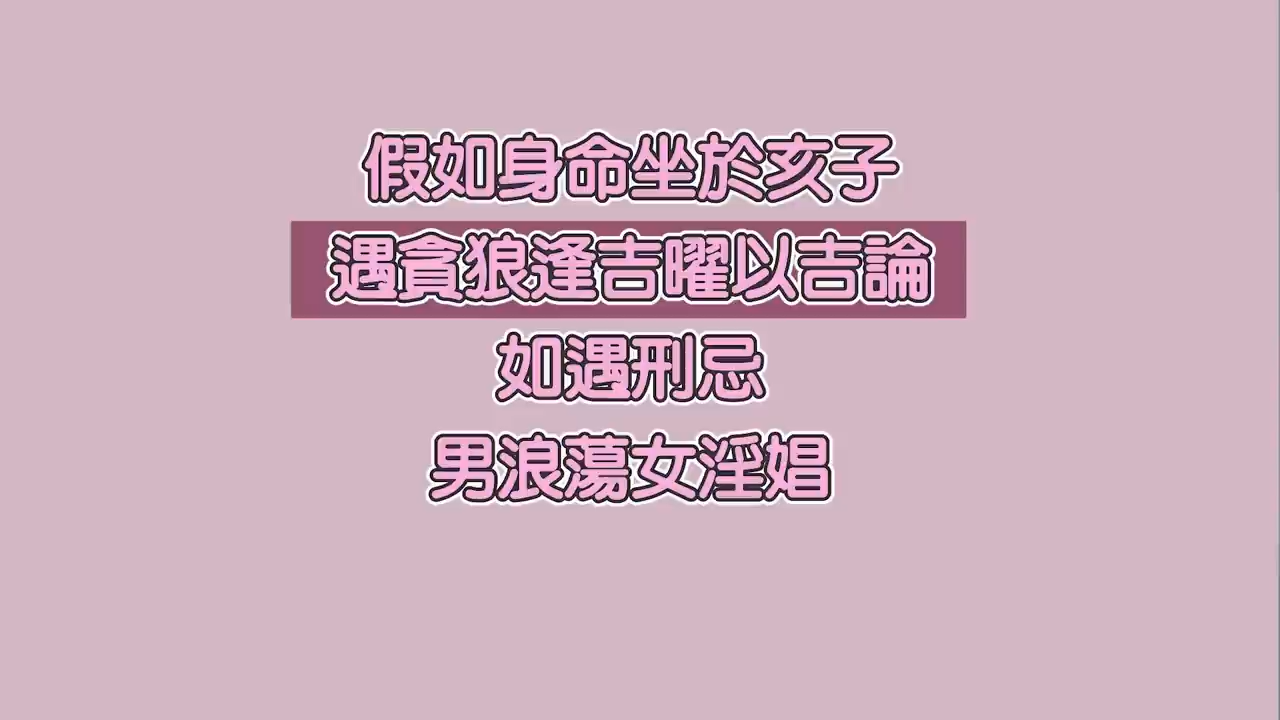 假如身命坐於亥子
遇貪狼逢吉曜以吉論
如遇刑忌
男浪蕩女淫娼